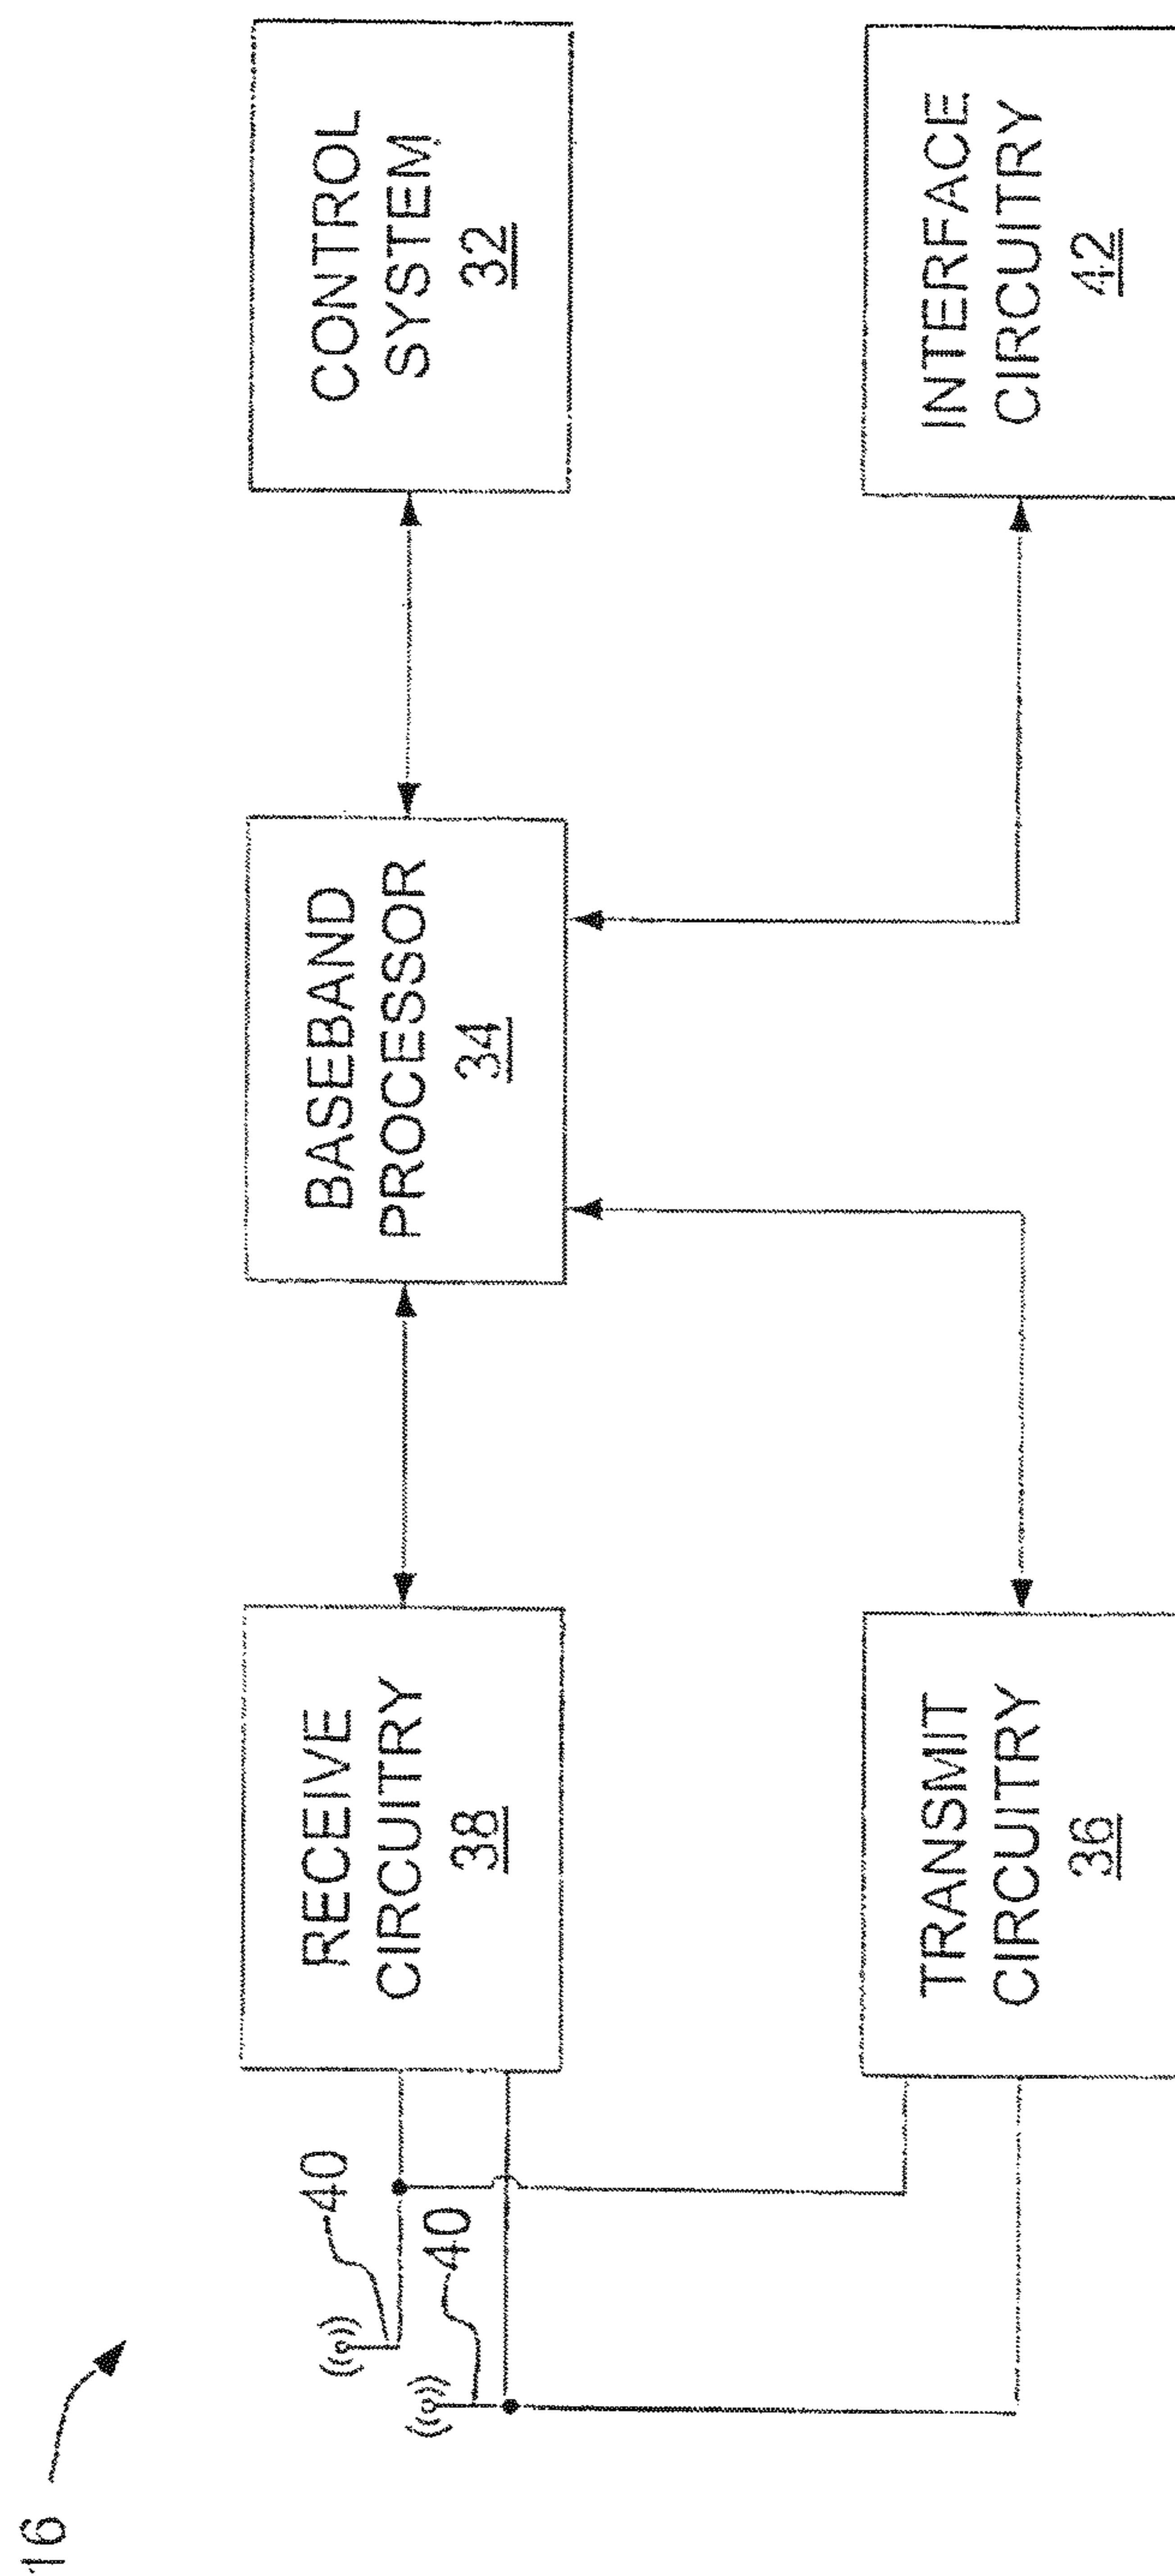 16
40
40
RECEIVE
CIRCUITRY
38
BASEBAND
PROCESSOR
34
CONTROL
SYSTEM
32
TRANSMIT
CIRCUITRY
36
INTERFACE
CIRCUITRY
42